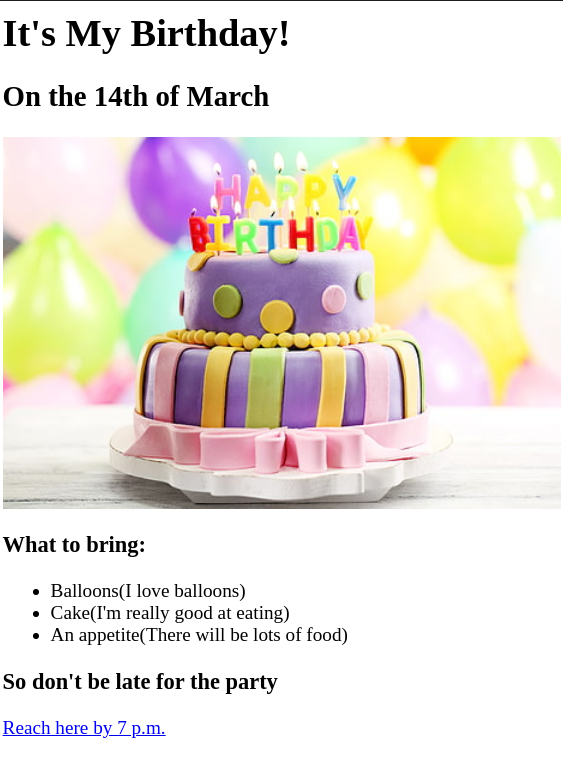 It's My Birthday!
On the 14th of March
HAPPY
BIRTHDAY
What to bring:
Balloons(I love balloons)
Cake(I'm really good at eating)
An appetite(There will be lots of food)
So don't be late for the party
Reach here by 7 p.m.